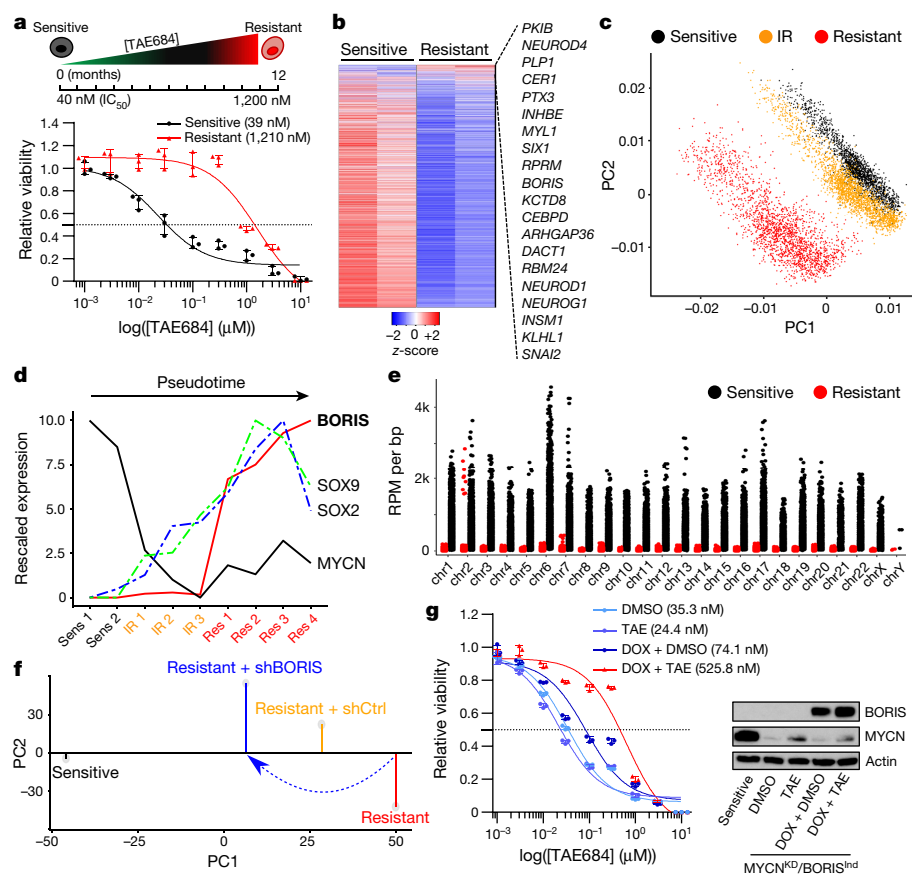 a
Sensitive
[TAE684]
Resistant
0 (months)
12
40 nM (IC50)
1,200 nM
Sensitive (39 nM)
Resistant (1,210 nM)
1.4
1.2
1.0
0.8
0.6
0.4
0.2
0
Relative viability
10−3
10−2
10−1
100
101
log([TAE684] (μM))
b
Sensitive
Resistant
PKIB
NEUROD4
PLP1
CER1
PTX3
INHBE
MYL1
SIX1
RPRM
BORIS
KCTD8
CEBPD
ARHGAP36
DACT1
RBM24
NEUROD1
NEUROG1
INSM1
KLHL1
SNAI2
−2
0
+2
z-score
c
Sensitive
IR
Resistant
0.02
0.01
0
−0.01
PC2
−0.02
−0.01
0
0.01
PC1
d
Pseudotime
10.0
7.5
5.0
2.5
0
Rescaled expression
BORIS
SOX9
SOX2
MYCN
Sens 1
Sens 2
IR 1
IR 2
IR 3
Res 1
Res 2
Res 3
Res 4
e
Sensitive
Resistant
4k
2k
0
RPM per bp
chr1
chr2
chr3
chr4
chr5
chr6
chr7
chr8
chr9
chr10
chr11
chr12
chr13
chr14
chr15
chr16
chr17
chr18
chr19
chr20
chr21
chr22
chrX
chrY
f
Resistant + shBORIS
Resistant + shCtrl
Sensitive
Resistant
30
0
−30
PC2
−50
−25
0
25
50
PC1
g
DMSO (35.3 nM)
TAE (24.4 nM)
DOX + DMSO (74.1 nM)
DOX + TAE (525.8 nM)
1.2
1.0
0.8
0.6
0.4
0.2
0
Relative viability
10−3
10−2
10−1
100
101
log([TAE684] (μM))
BORIS
MYCN
Actin
Sensitive
DMSO
TAE
DOX + DMSO
DOX + TAE
MYCNKD/BORISInd